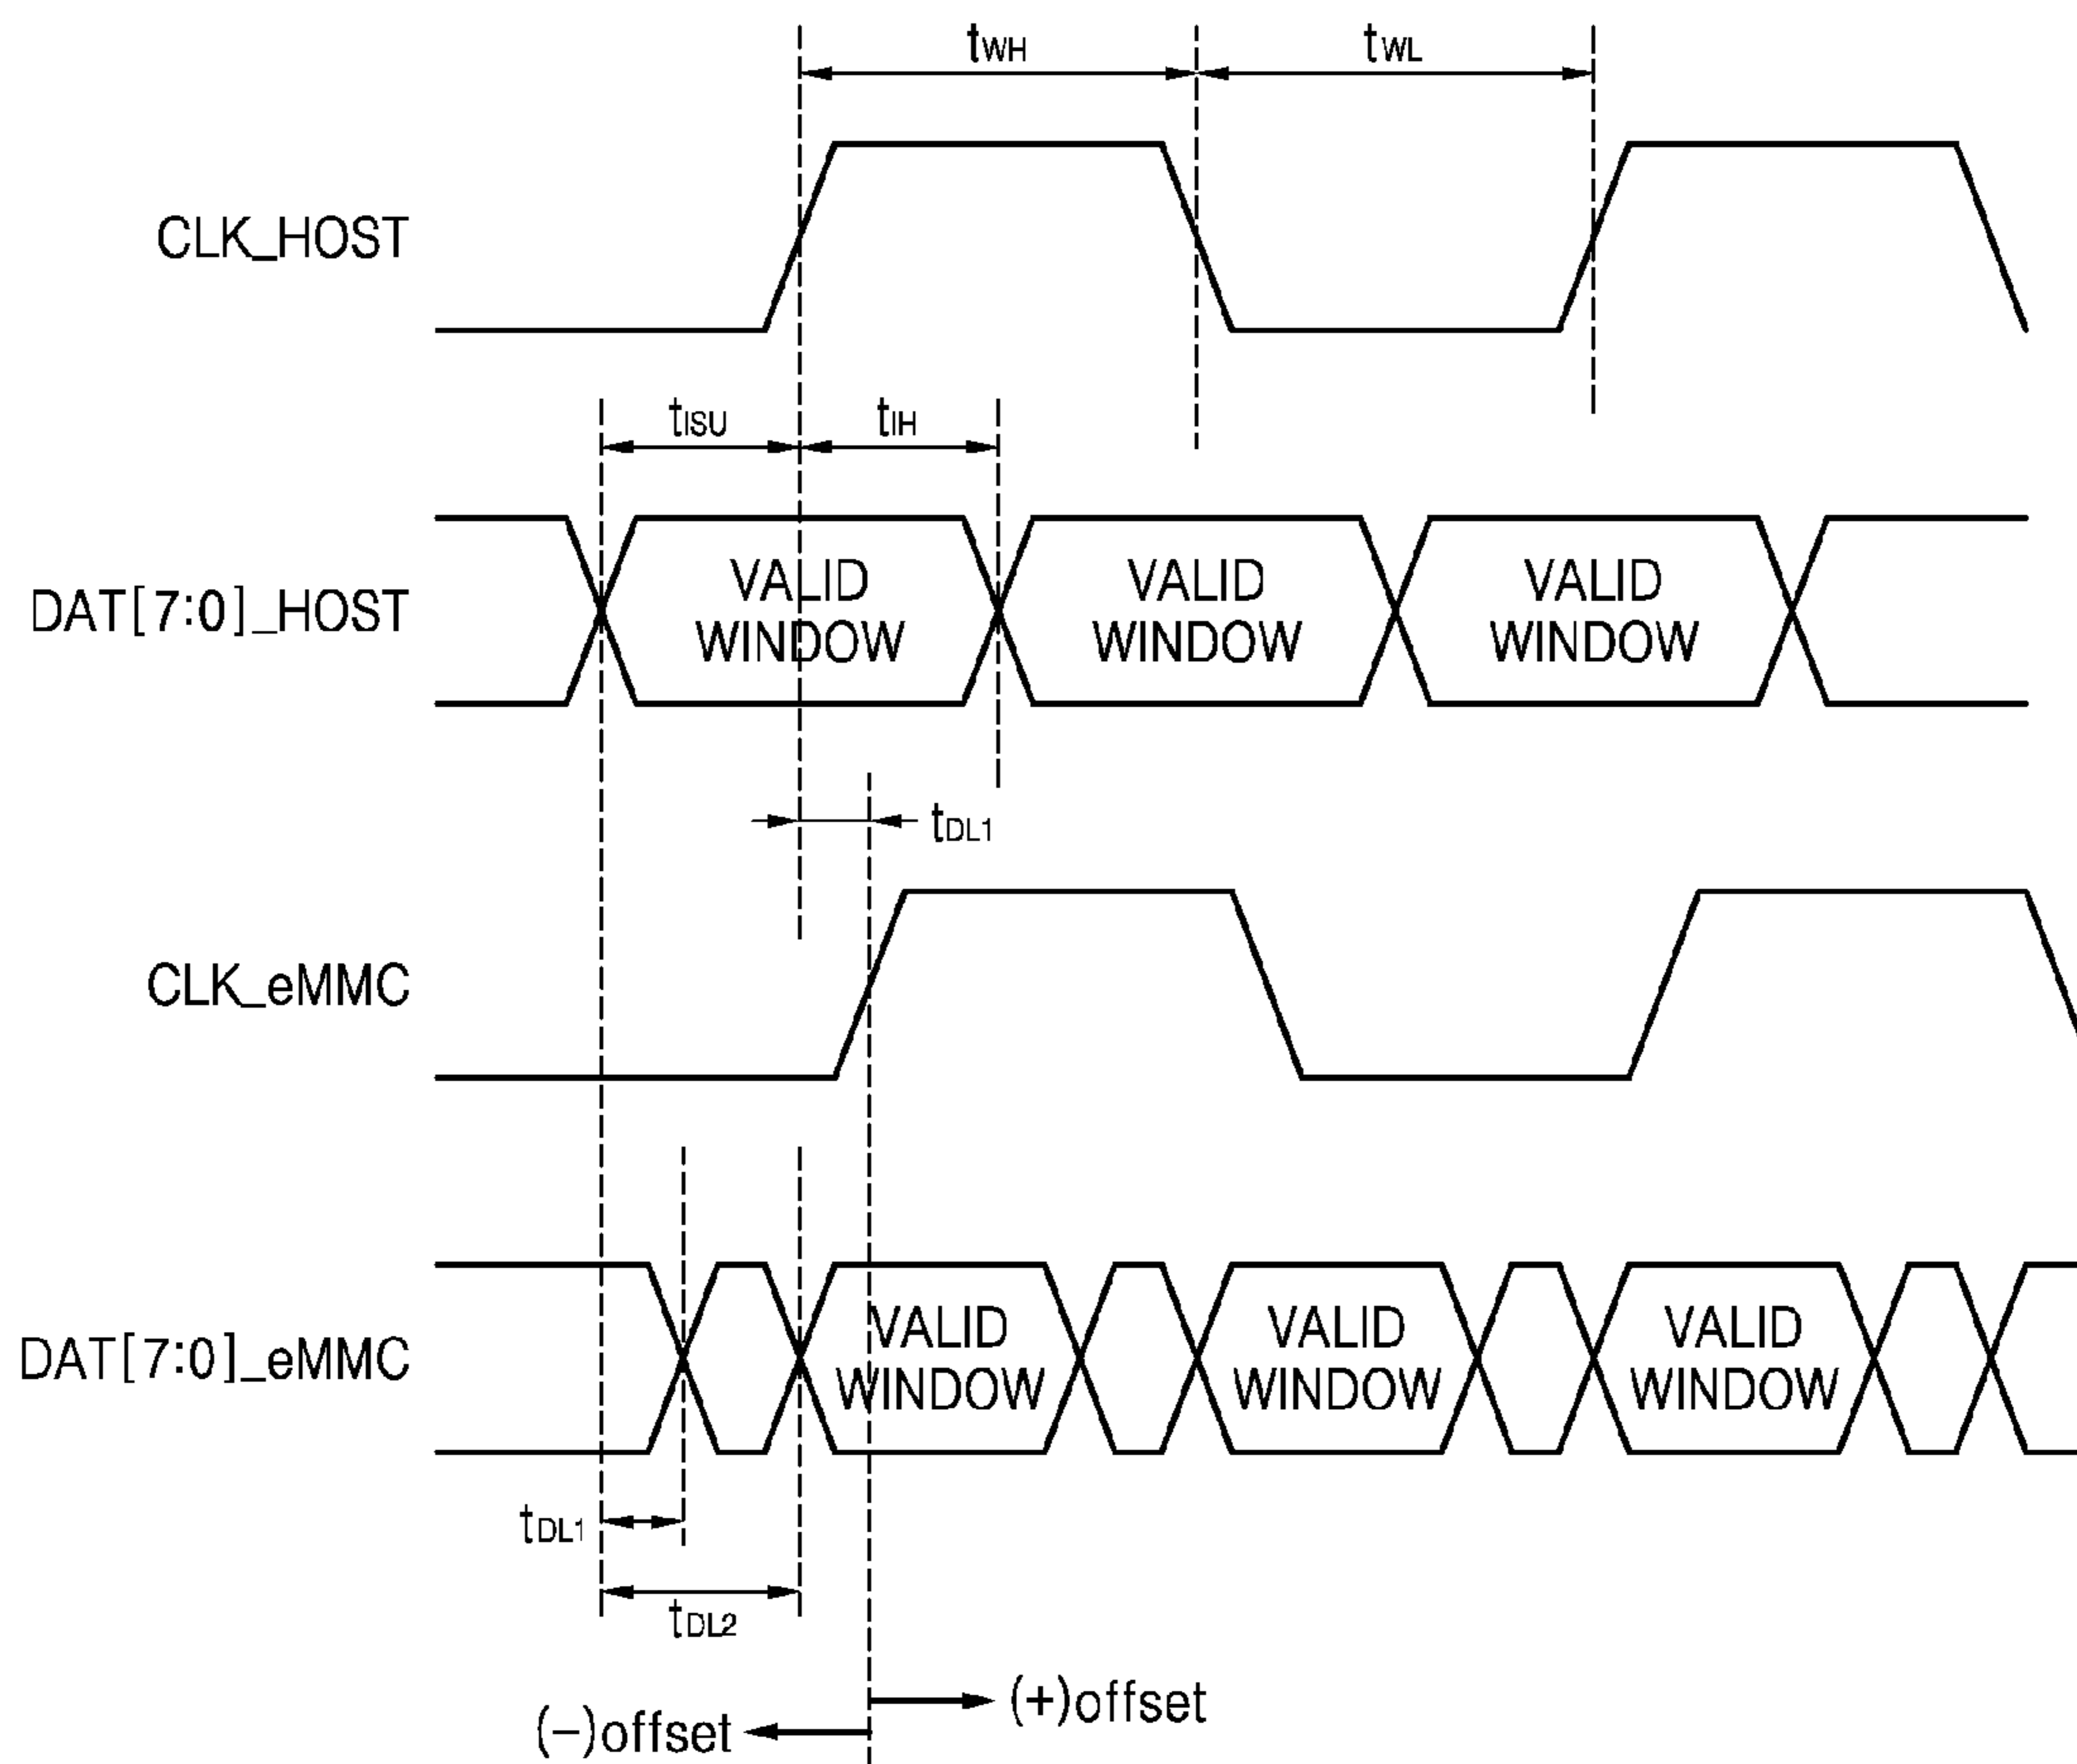 tWH
tWL
CLK_HOST
tISU
tIH
DAT[7:0]_HOST
VALID WINDOW
VALID WINDOW
VALID WINDOW
tDL1
CLK_eMMC
DAT[7:0]_eMMC
VALID WINDOW
VALID WINDOW
VALID WINDOW
tDL1
tDL2
(+)offset
(−)offset